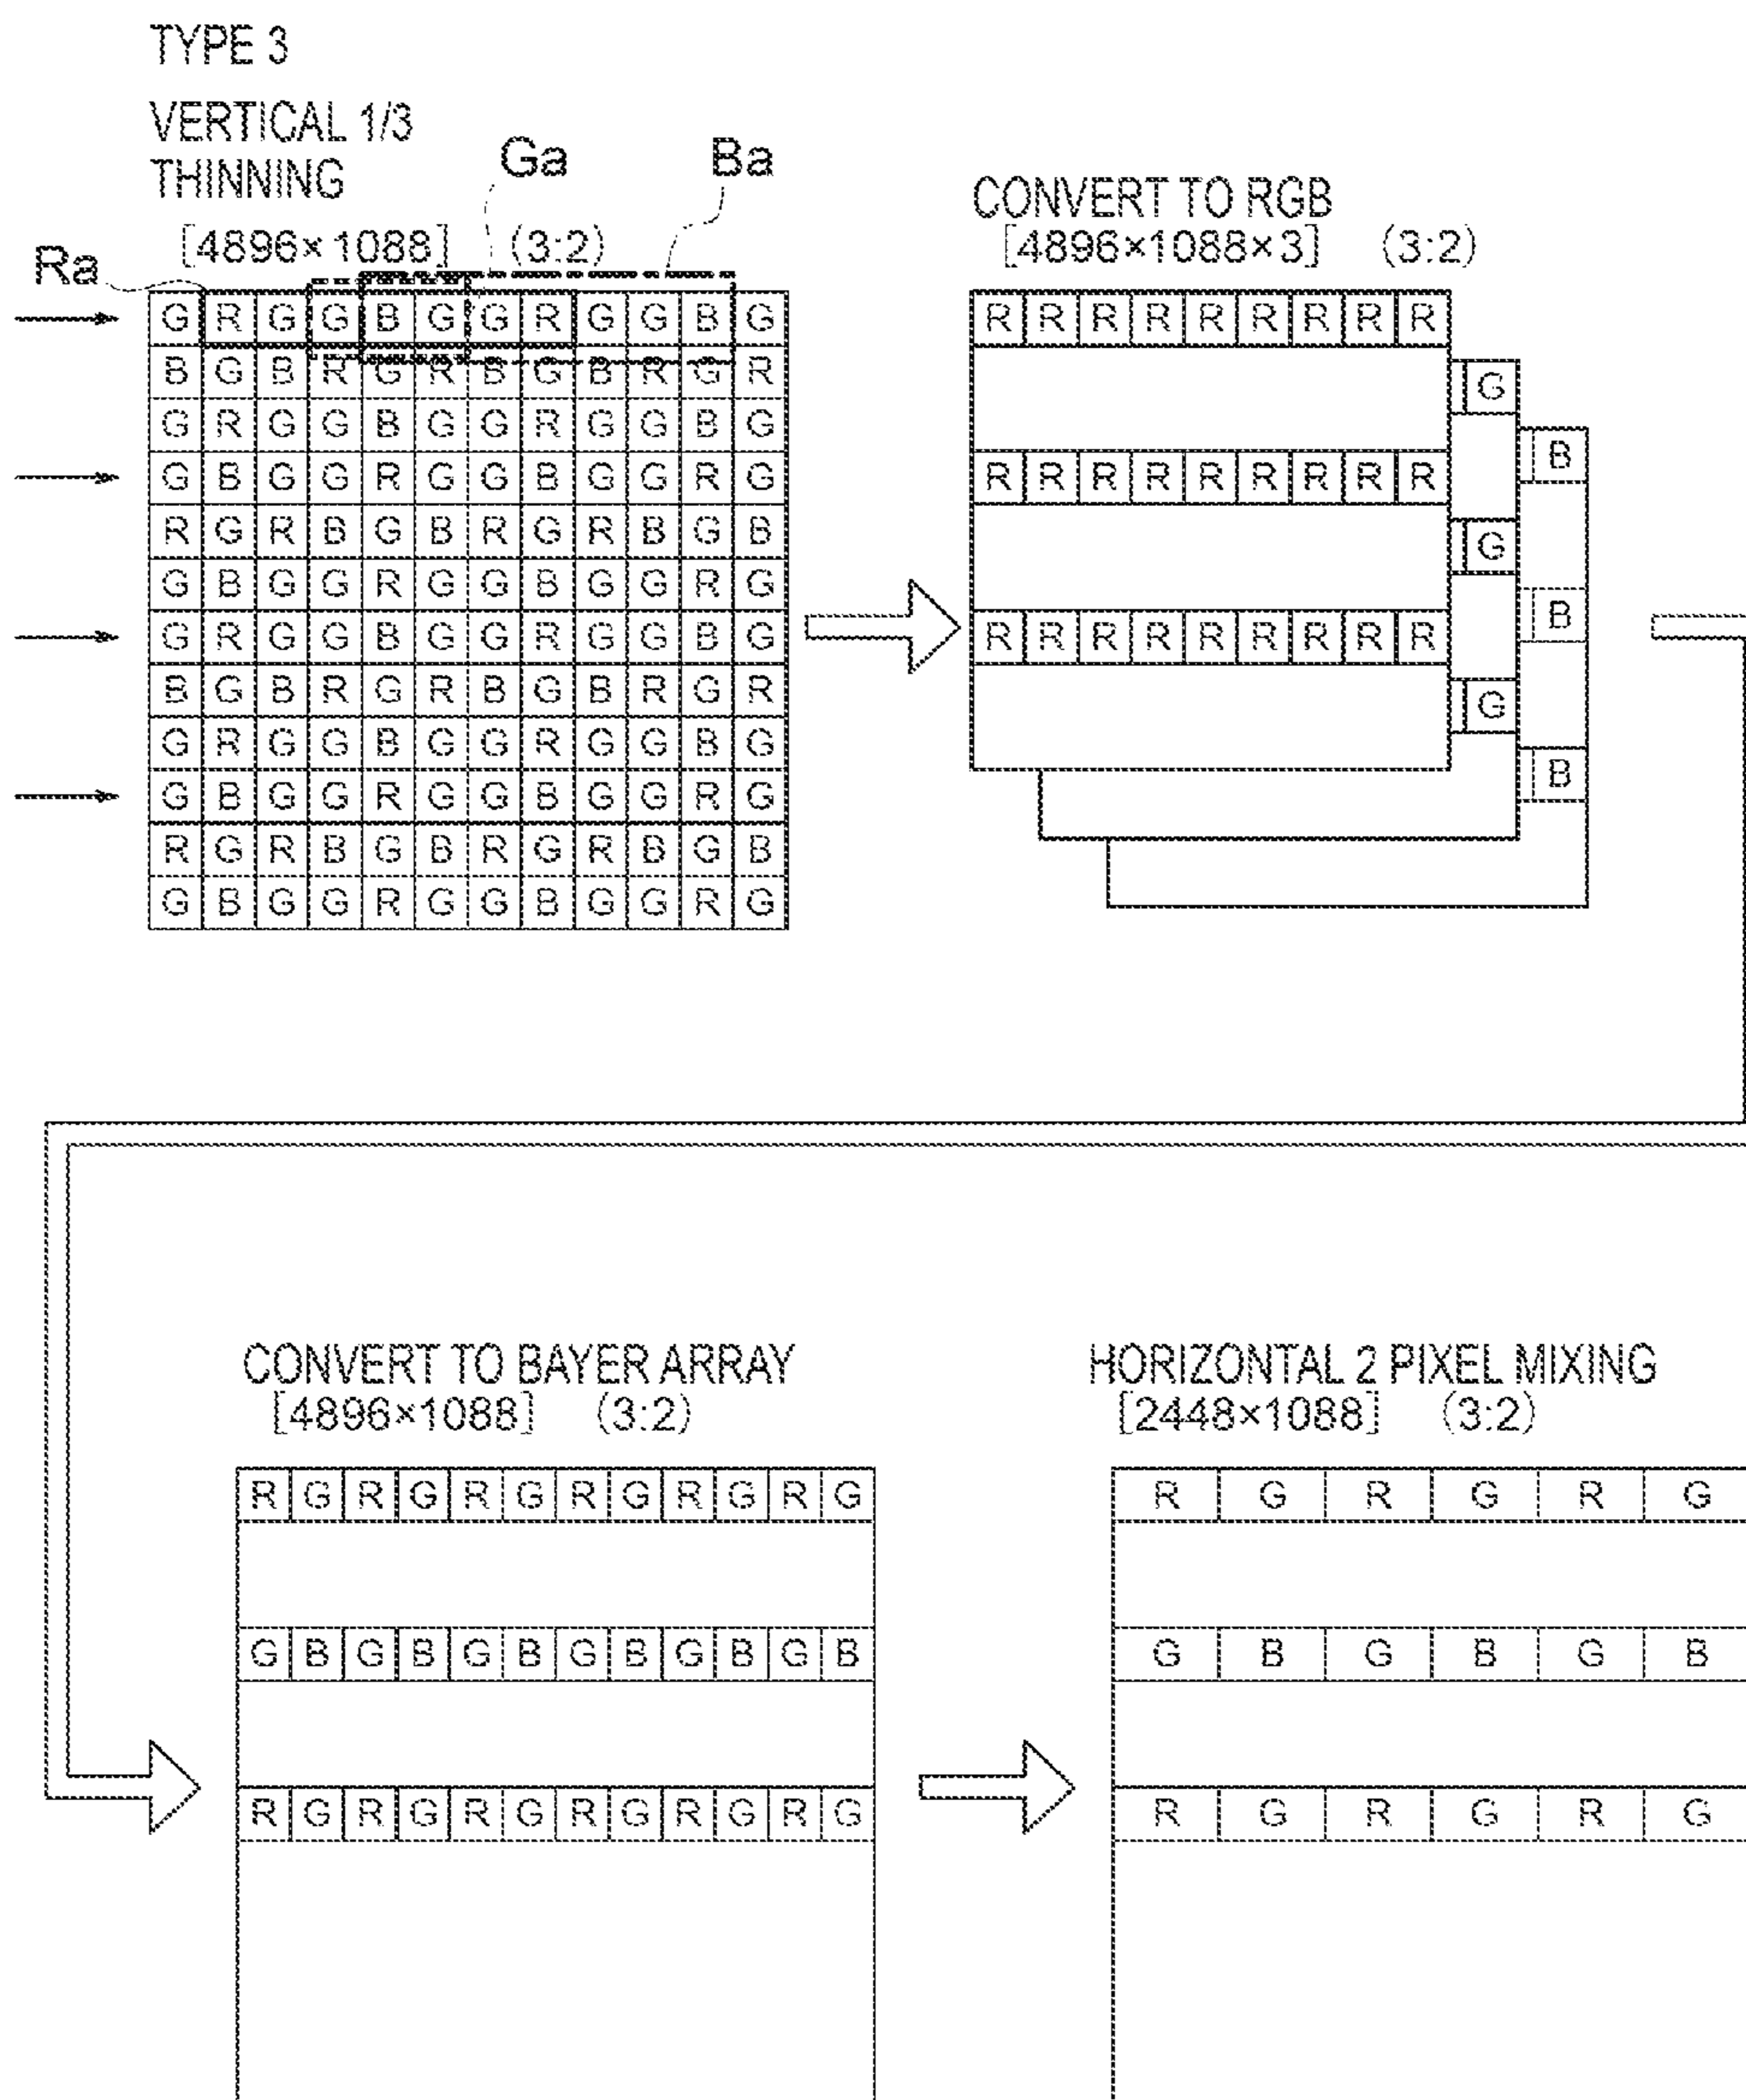 TYPE 3
VERTICAL 1/3
THINNING
Ga
Ba
[4896×1088] (3:2)
Ra
G R G G B G G R G G B G
B G B R G R B G B R G R
G R G G B G G R G G B G
G B G G R G G B G G R G
R G R B G B R G R B G B
G B G G R G G B G G R G
G R G G B G G R G G B G
B G B R G R B G B R G R
G R G G B G G R G G B G
G B G G R G G B G G R G
R G R B G B R G R B G B
G B G G R G G B G G R G
CONVERT TO RGB
[4896×1088×3] (3:2)
R R R R R R R R R
G
B
R R R R R R R R R
G
B
R R R R R R R R R
G
B
CONVERT TO BAYER ARRAY
[4896×1088] (3:2)
R G R G R G R G R G R G
G B G B G B G B G B G B
R G R G R G R G R G R G
HORIZONTAL 2 PIXEL MIXING
[2448×1088] (3:2)
R G R G R G
G B G B G B
R G R G R G